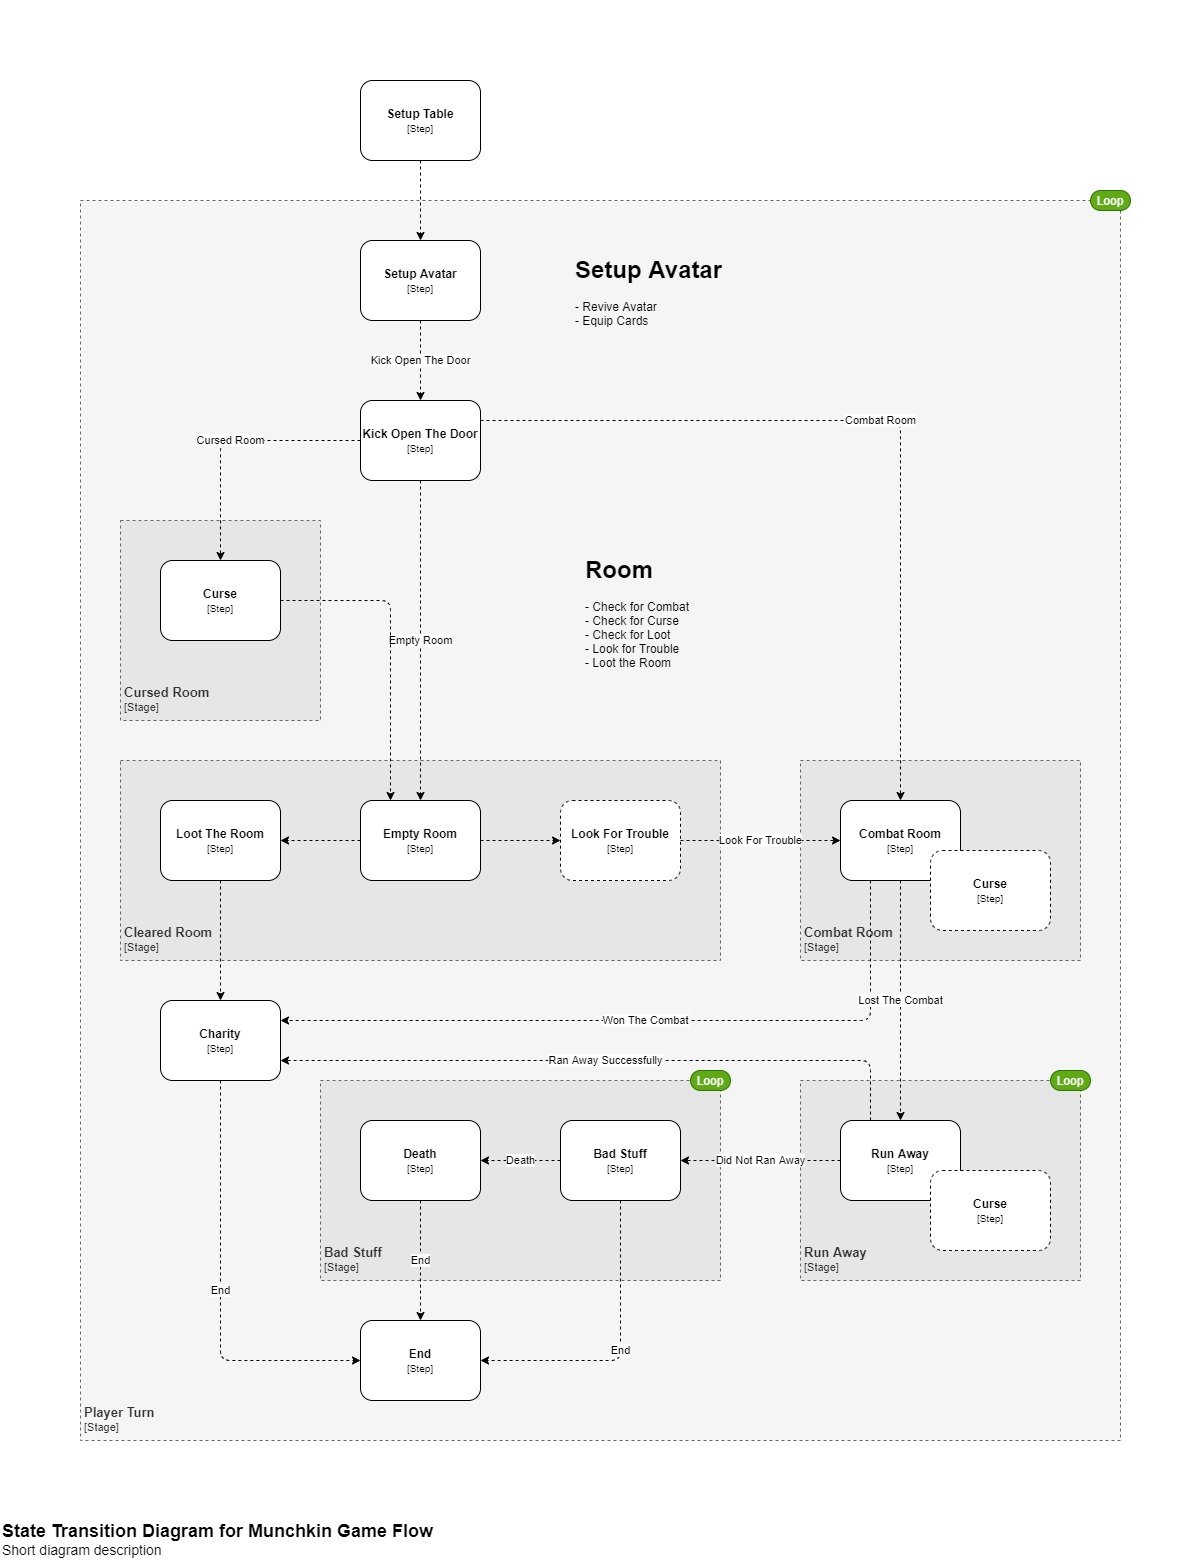 Setup Table
[Step]
Loop
Setup Avatar
[Step]
Setup Avatar
- Revive Avatar
- Equip Cards
Kick Open The Door
Kick Open The Door
[Step]
Combat Room
Cursed Room
Curse
[Step]
Room
- Check for Combat
- Check for Curse
- Check for Loot
- Look for Trouble
- Loot the Room
Empty Room
Cursed Room
[Stage]
Loot The Room
[Step]
Empty Room
[Step]
Look For Trouble
[Step]
Look For Trouble
Combat Room
[Step]
Curse
[Step]
Cleared Room
[Stage]
Combat Room
[Stage]
Lost The Combat
Won The Combat
Charity
[Step]
Ran Away Successfully
Loop
Loop
Death
[Step]
Death
Bad Stuff
[Step]
Did Not Ran Away
Run Away
[Step]
Curse
[Step]
Bad Stuff
[Stage]
End
Run Away
[Stage]
End
End
[Step]
End
Player Turn
[Stage]
State Transition Diagram for Munchkin Game Flow
Short diagram description